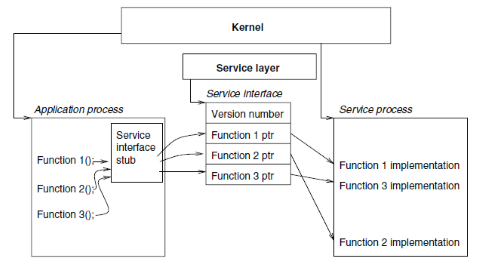 Kernel
Service layer
Application process
Service interface
Service process
Version number
Function 1 ptr
Function 2 ptr
Function 3 ptr
Service
interface
stub
Function 1();
Function 2();
Function 3();
Function 1 implementation
Function 3 implementation
Function 2 implementation